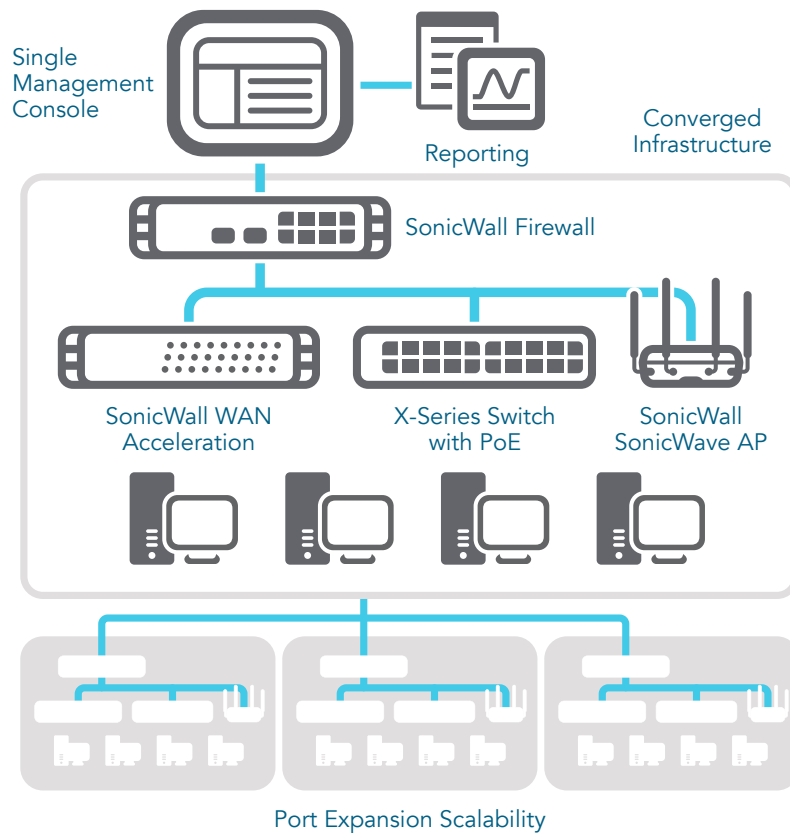 Single
Management
Console
Reporting
Converged
Infrastructure
SonicWall Firewall
SonicWall WAN
Acceleration
X-Series Switch
with PoE
SonicWall
SonicWave AP
Port Expansion Scalability